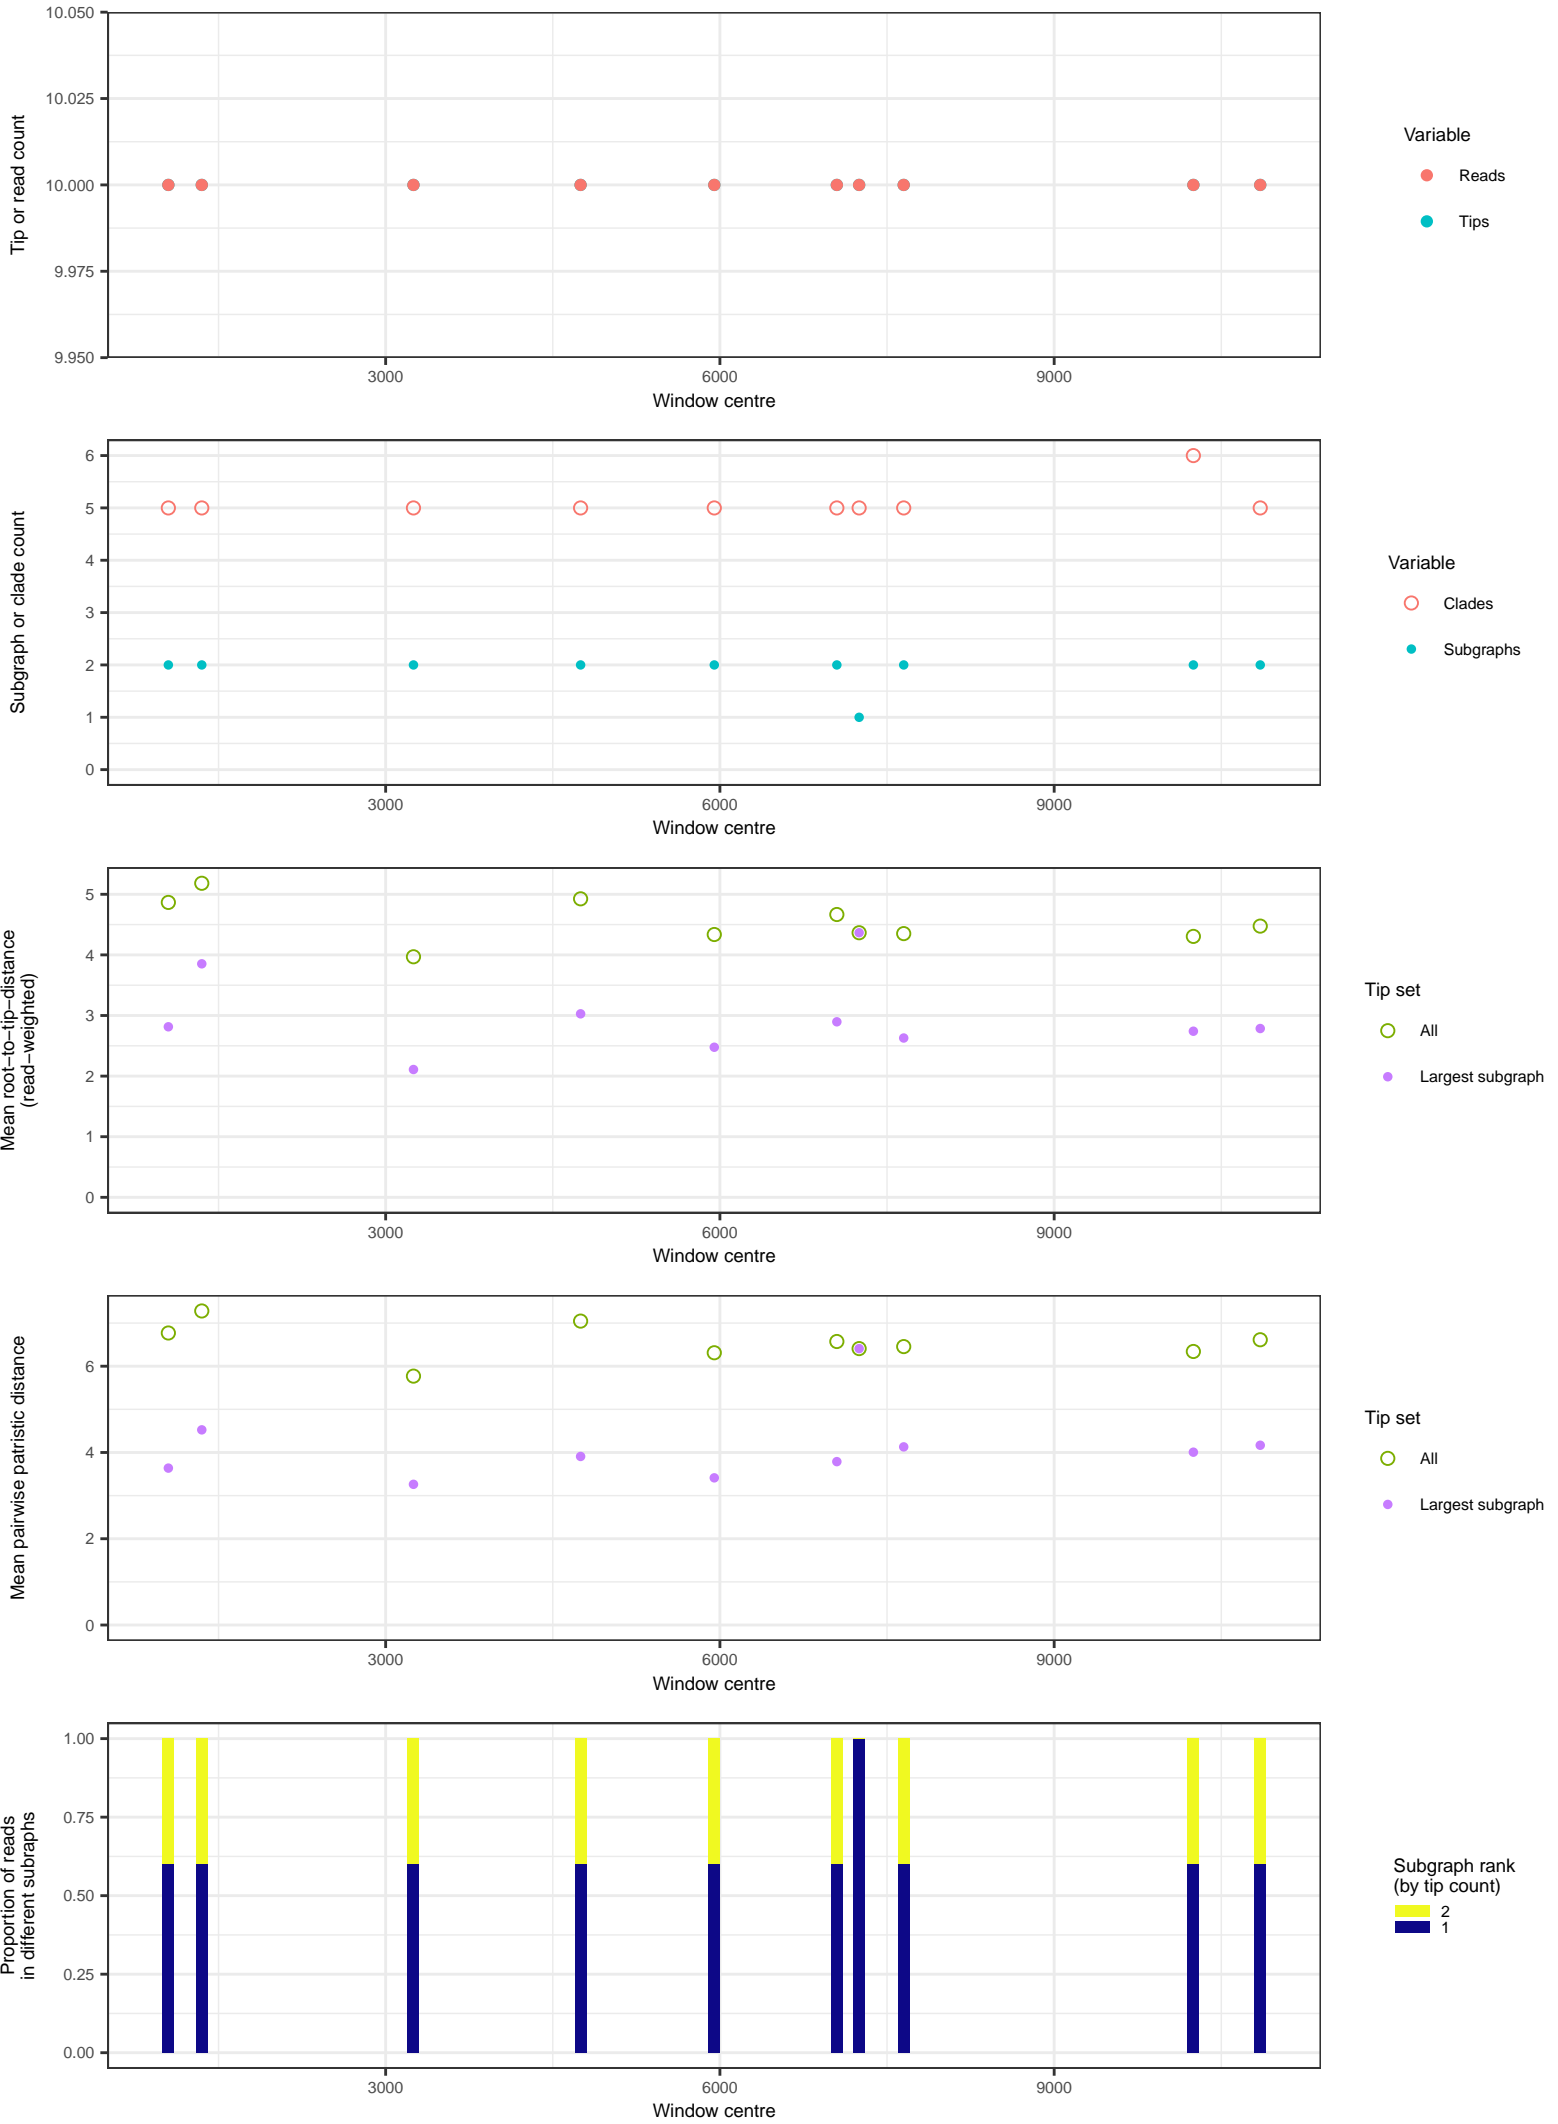 10.050
10.025
10.000
9.975
9.950
Tip or read count
3000
6000
9000
Window centre
Variable
Reads
Tips
6
5
4
3
2
1
0
Subgraph or clade count
3000
6000
9000
Window centre
Variable
Clades
Subgraphs
5
4
3
2
1
0
Mean root−to−tip−distance
(read−weighted)
3000
6000
9000
Window centre
Tip set
All
Largest subgraph
6
4
2
0
Mean pairwise patristic distance
3000
6000
9000
Window centre
Tip set
All
Largest subgraph
1.00
0.75
0.50
0.25
0.00
Proportion of reads
in different subraphs
3000
6000
9000
Window centre
Subgraph rank
(by tip count)
2
1